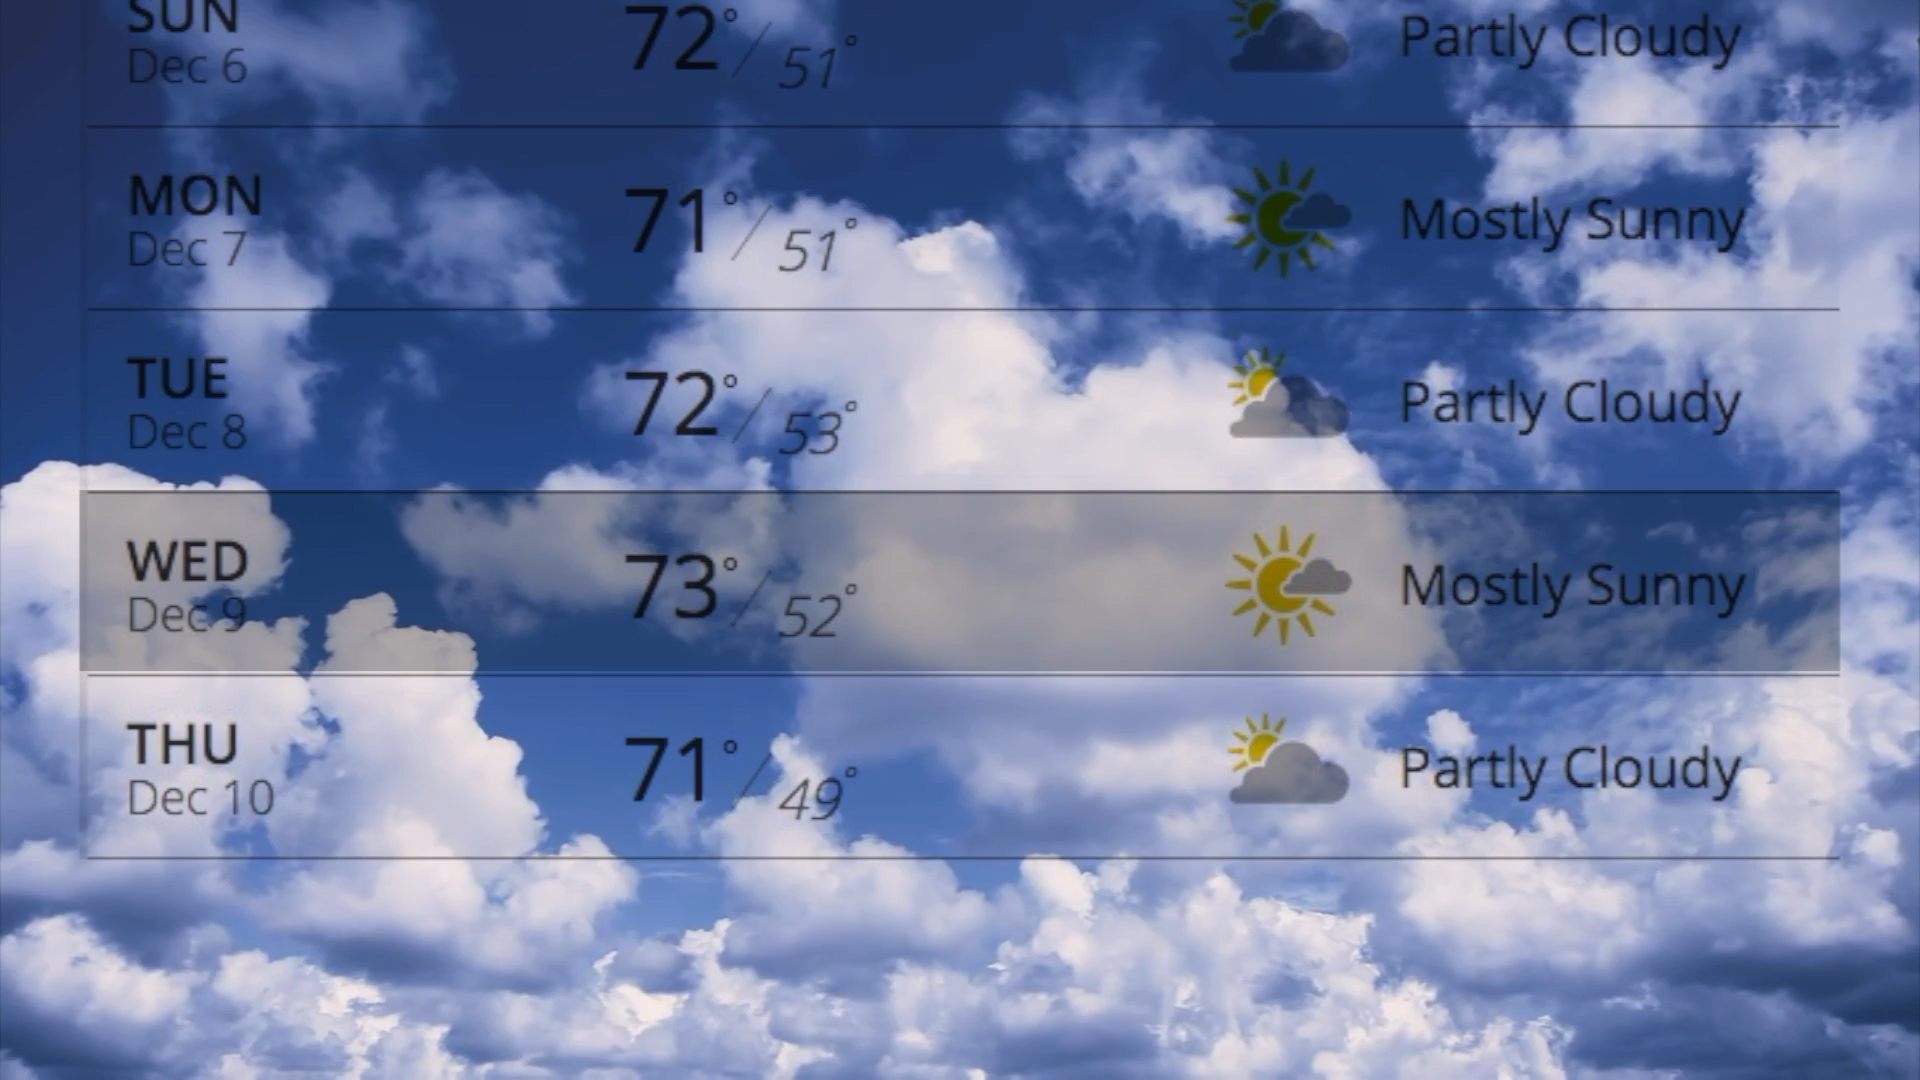 SUN
Dec 6
72° / 51°
Partly Cloudy
MON
Dec 7
71° / 51°
Mostly Sunny
TUE
Dec 8
72° / 53°
Partly Cloudy
WED
Dec 9
73° / 52°
Mostly Sunny
THU
Dec 10
71° / 49°
Partly Cloudy